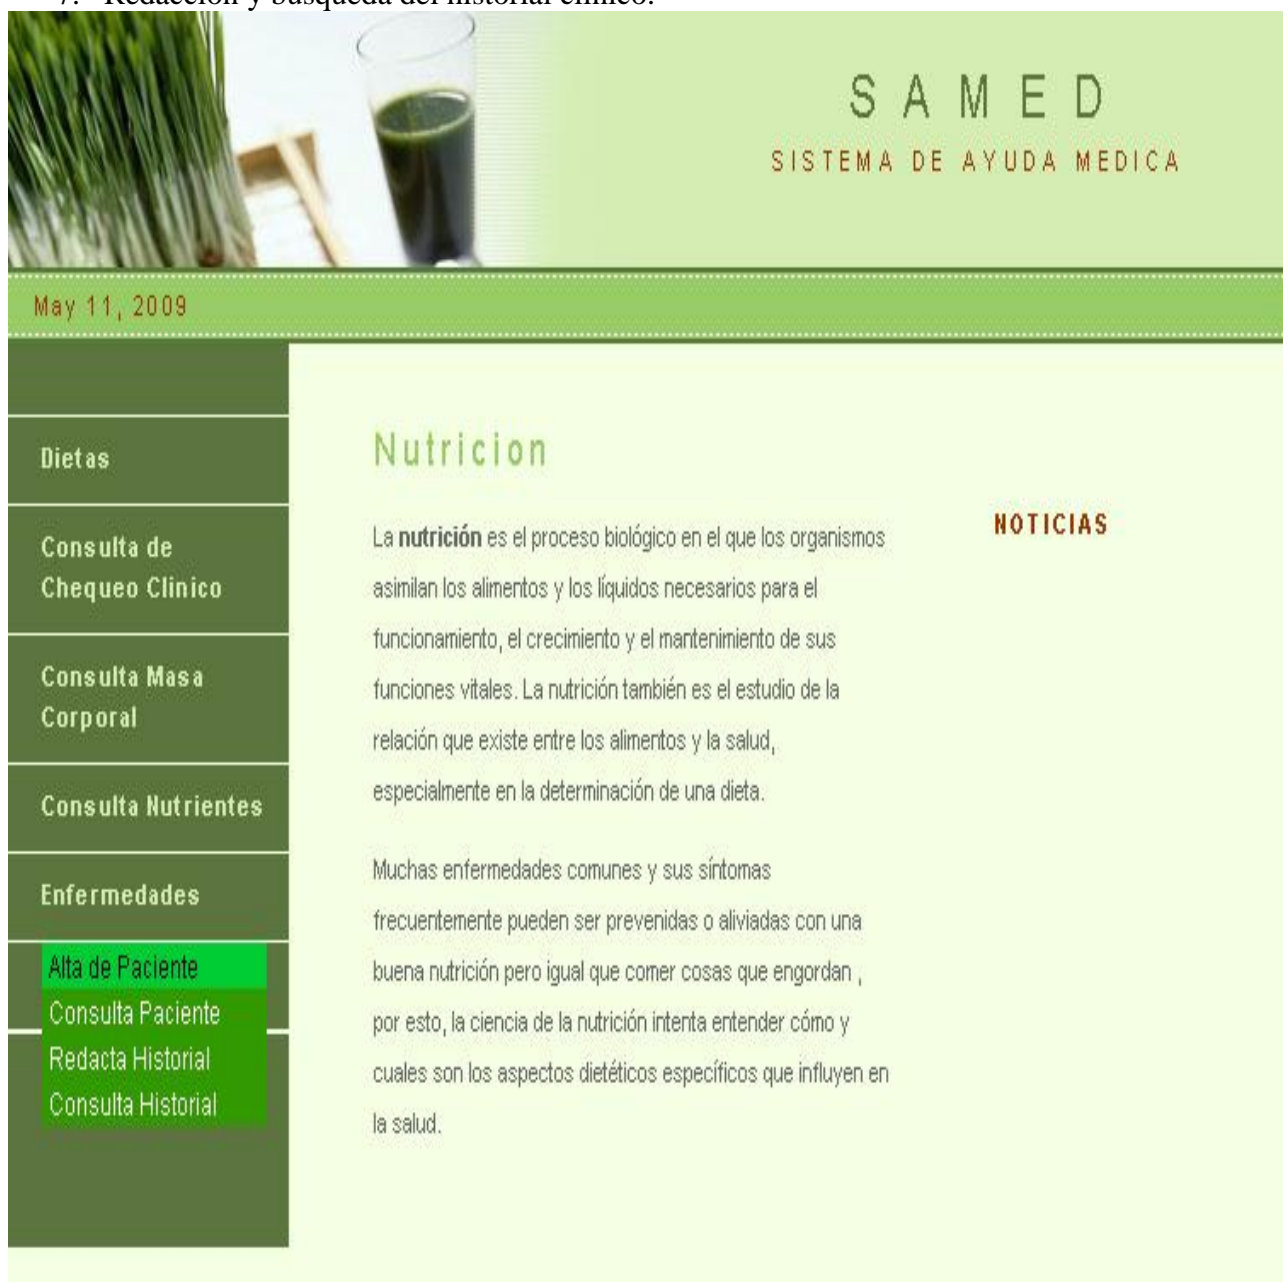 7. Redacción y búsqueda del historial clínico.
S A M E D
SISTEMA DE AYUDA MEDICA
May 11, 2009
Dietas
Consulta de
Chequeo Clinico
Consulta Masa
Corporal
Consulta Nutrientes
Enfermedades
Alta de Paciente
Consulta Paciente
Redacta Historial
Consulta Historial
Nutricion
La nutrición es el proceso biológico en el que los organismos
asimilan los alimentos y los líquidos necesarios para el
funcionamiento, el crecimiento y el mantenimiento de sus
funciones vitales. La nutrición también es el estudio de la
relación que existe entre los alimentos y la salud,
especialmente en la determinación de una dieta.
Muchas enfermedades comunes y sus síntomas
frecuentemente pueden ser prevenidas o aliviadas con una
buena nutrición pero igual que comer cosas que engordan ,
por esto, la ciencia de la nutrición intenta entender cómo y
cuales son los aspectos dietéticos específicos que influyen en
la salud.
NOTICIAS